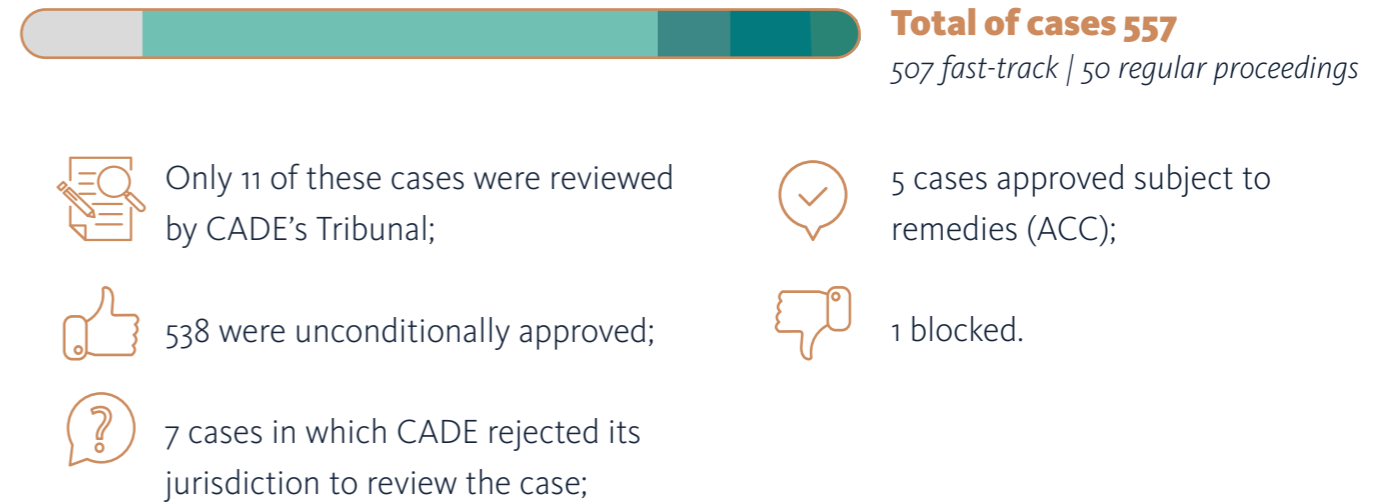 Total of cases 557
507 fast-track | 50 regular proceedings
Only 11 of these cases were reviewed
by CADE’s Tribunal;
5 cases approved subject to
remedies (ACC);
538 were unconditionally approved;
1 blocked.
?
7 cases in which CADE rejected its
jurisdiction to review the case;